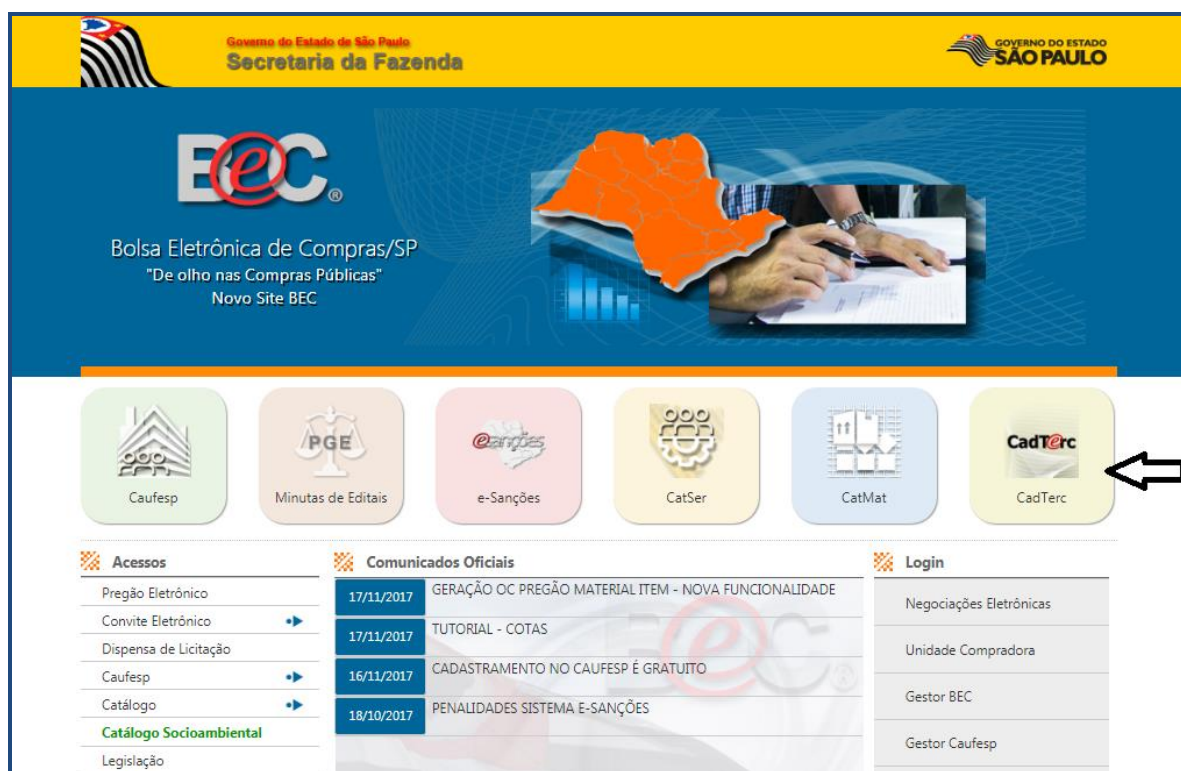 Governo do Estado de São Paulo
Secretaria da Fazenda
GOVERNO DO ESTADO
SÃO PAULO
BeC®
Bolsa Eletrônica de Compras/SP
"De olho nas Compras Públicas"
Novo Site BEC
PGE
esanções
CadTerc
Caufesp
Minutas de Editais
e-Sanções
CatSer
CatMat
CadTerc
Acessos
Pregão Eletrônico
Convite Eletrônico
Dispensa de Licitação
Caufesp
Catálogo
Catálogo Socioambiental
Legislação
Comunicados Oficiais
17/11/2017 GERAÇÃO OC PREGÃO MATERIAL ITEM - NOVA FUNCIONALIDADE
17/11/2017 TUTORIAL - COTAS
16/11/2017 CADASTRAMENTO NO CAUFESP É GRATUITO
18/10/2017 PENALIDADES SISTEMA E-SANÇÕES
BeC®
Login
Negociações Eletrônicas
Unidade Compradora
Gestor BEC
Gestor Caufesp